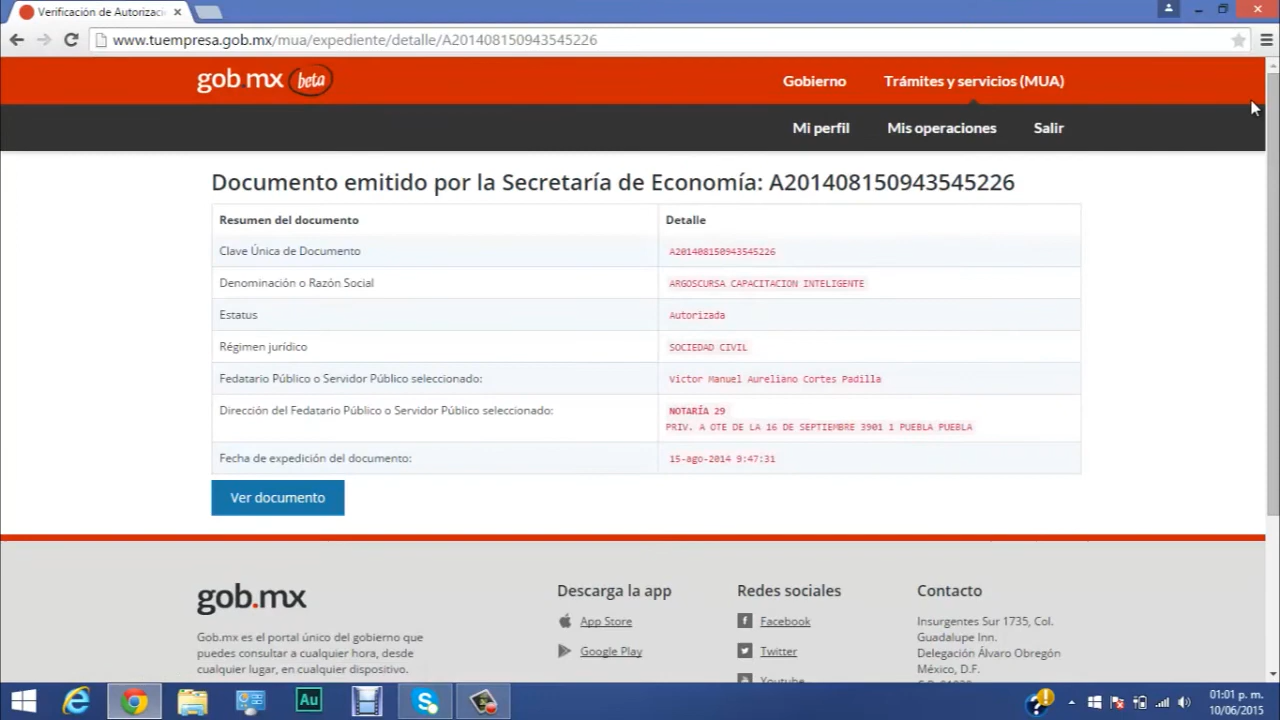 Verificación de Autorizaci
www.tuempresa.gob.mx/mua/expediente/detalle/A201408150943545226
gob.mx beta
Gobierno
Trámites y servicios (MUA)
Mi perfil
Mis operaciones
Salir
Documento emitido por la Secretaría de Economía: A201408150943545226
Resumen del documento
Detalle
Clave Única de Documento
A201408150943545226
Denominación o Razón Social
ARGOSCURSA CAPACITACION INTELIGENTE
Estatus
Autorizada
Régimen jurídico
SOCIEDAD CIVIL
Fedatario Público o Servidor Público seleccionado:
Victor Manuel Aureliano Cortes Padilla
Dirección del Fedatario Público o Servidor Público seleccionado:
NOTARÍA 29
PRIV. A OTE DE LA 16 DE SEPTIEMBRE 3901 1 PUEBLA PUEBLA
Fecha de expedición del documento:
15-ago-2014 9:47:31
Ver documento
gob.mx
Gob.mx es el portal único del gobierno que
puedes consultar a cualquier hora, desde
cualquier lugar, en cualquier dispositivo.
Descarga la app
App Store
Google Play
Redes sociales
Facebook
Twitter
Youtube
Contacto
Insurgentes Sur 1735, Col.
Guadalupe Inn.
Delegación Álvaro Obregón
México, D.F.
Au
01:01 p. m.
10/06/2015